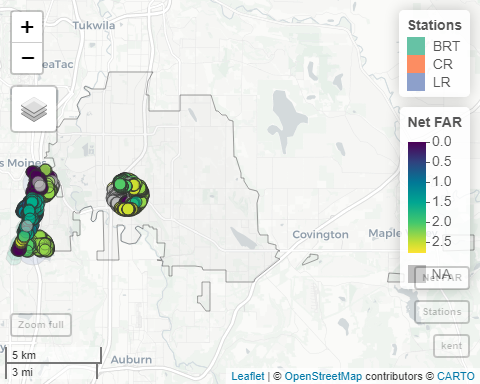 +
−
Tukwila
eaTac
s Moines
Covington
Maple
Auburn
Stations
BRT
CR
LR
Net FAR
0.0
0.5
1.0
1.5
2.0
2.5
NA
Net FAR
Stations
kent
Zoom full
5 km
3 mi
Leaflet | © OpenStreetMap contributors © CARTO